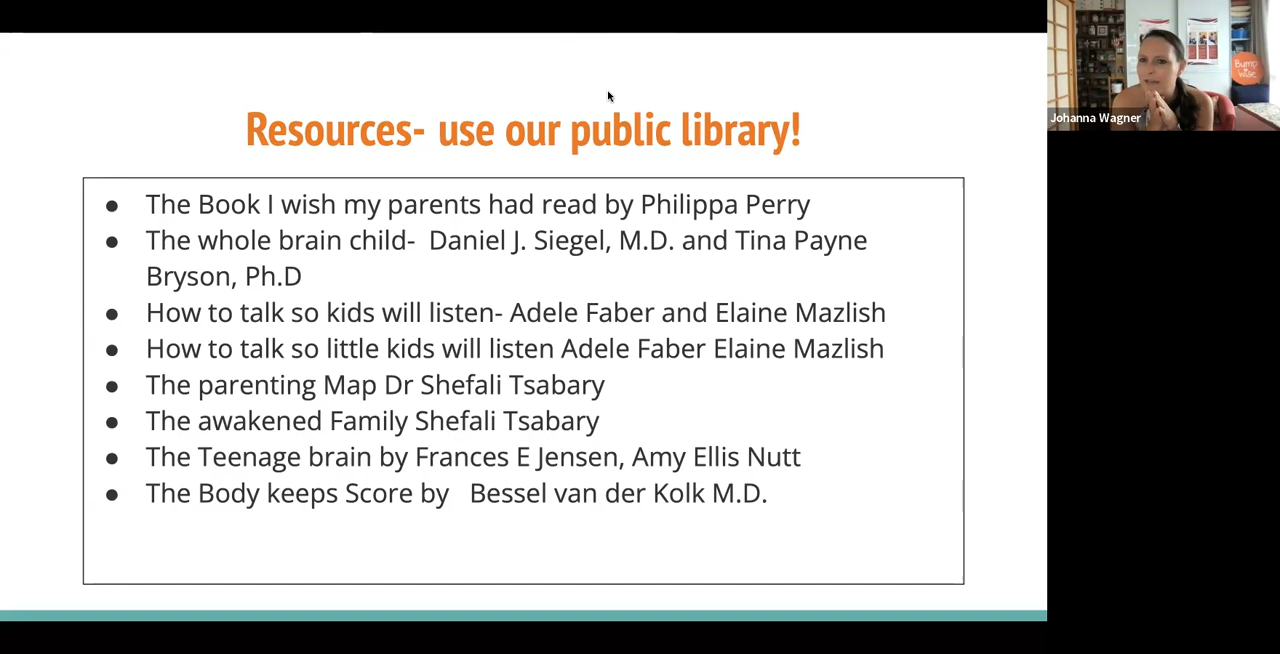 Resources- use our public library!
● The Book I wish my parents had read by Philippa Perry
● The whole brain child- Daniel J. Siegel, M.D. and Tina Payne
Bryson, Ph.D
● How to talk so kids will listen- Adele Faber and Elaine Mazlish
● How to talk so little kids will listen Adele Faber Elaine Mazlish
● The parenting Map Dr Shefali Tsabary
● The awakened Family Shefali Tsabary
● The Teenage brain by Frances E Jensen, Amy Ellis Nutt
● The Body keeps Score by Bessel van der Kolk M.D.
Bump
wise
Johanna Wagner